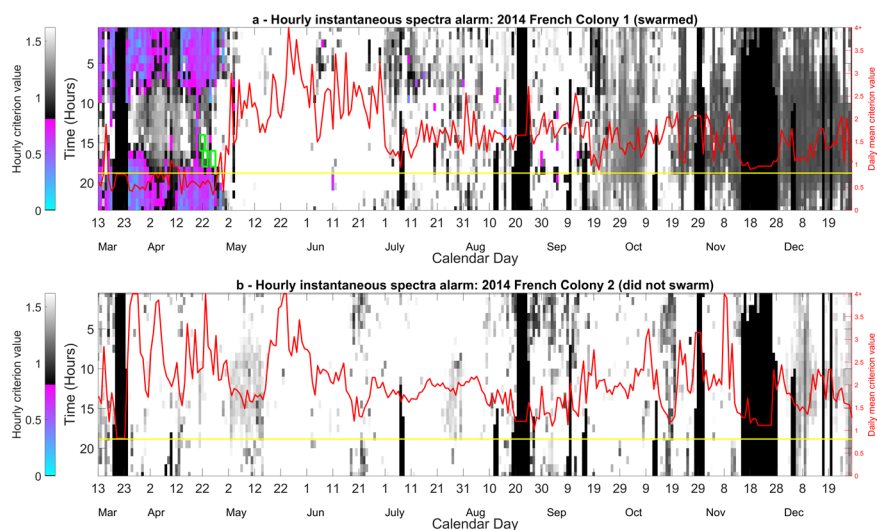 a - Hourly instantaneous spectra alarm: 2014 French Colony 1 (swarmed)
Hourly criterion value
1.5
1
0.5
0
Time (Hours)
5
10
15
20
4+
3.5
3
2.5
2
1.5
1
0.5
0
Daily mean criterion value
13 23 2 12 22 2 12 22 1 11 21 1 11 21 31 10 20 30 9 19 29 9 19 29 8 18 28 9 19
Mar Apr May Jun July Aug Sep Oct Nov Dec
Calendar Day
b - Hourly instantaneous spectra alarm: 2014 French Colony 2 (did not swarm)
Hourly criterion value
1.5
1
0.5
0
Time (Hours)
5
10
15
20
4+
3.5
3
2.5
2
1.5
1
0.5
0
Daily mean criterion value
13 23 2 12 22 2 12 22 1 11 21 1 11 21 31 10 20 30 9 19 29 9 19 29 8 18 28 8 19
Mar Apr May Jun July Aug Sep Oct Nov Dec
Calendar Day